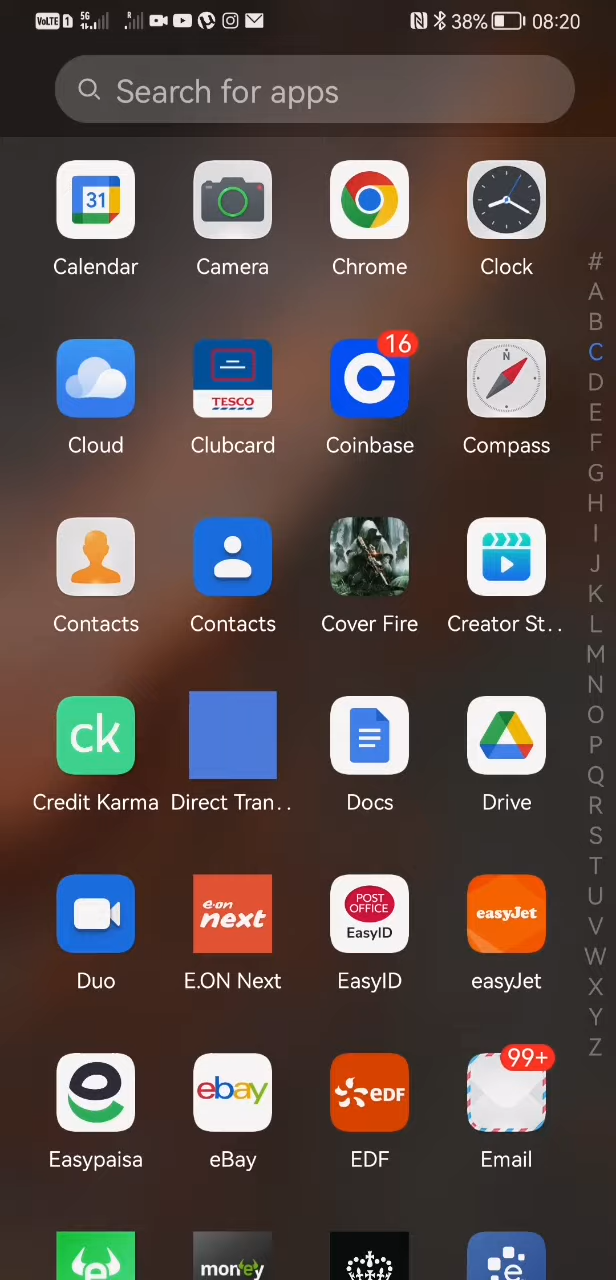 VoLTE 1 5G R 38% 08:20
Search for apps
31
Calendar Camera Chrome Clock
#
A
B
C
D
E
F
G
H
I
J
K
L
M
N
O
P
Q
R
S
T
U
V
W
X
Y
Z
TESCO
16
N
Cloud Clubcard Coinbase Compass
Contacts Contacts Cover Fire Creator St..
ck
Credit Karma Direct Tran.. Docs Drive
e·on
next
POST
OFFICE
EasyID
easyJet
Duo E.ON Next EasyID easyJet
e
ebay
EDF
99+
Easypaisa eBay EDF Email
e
money
e